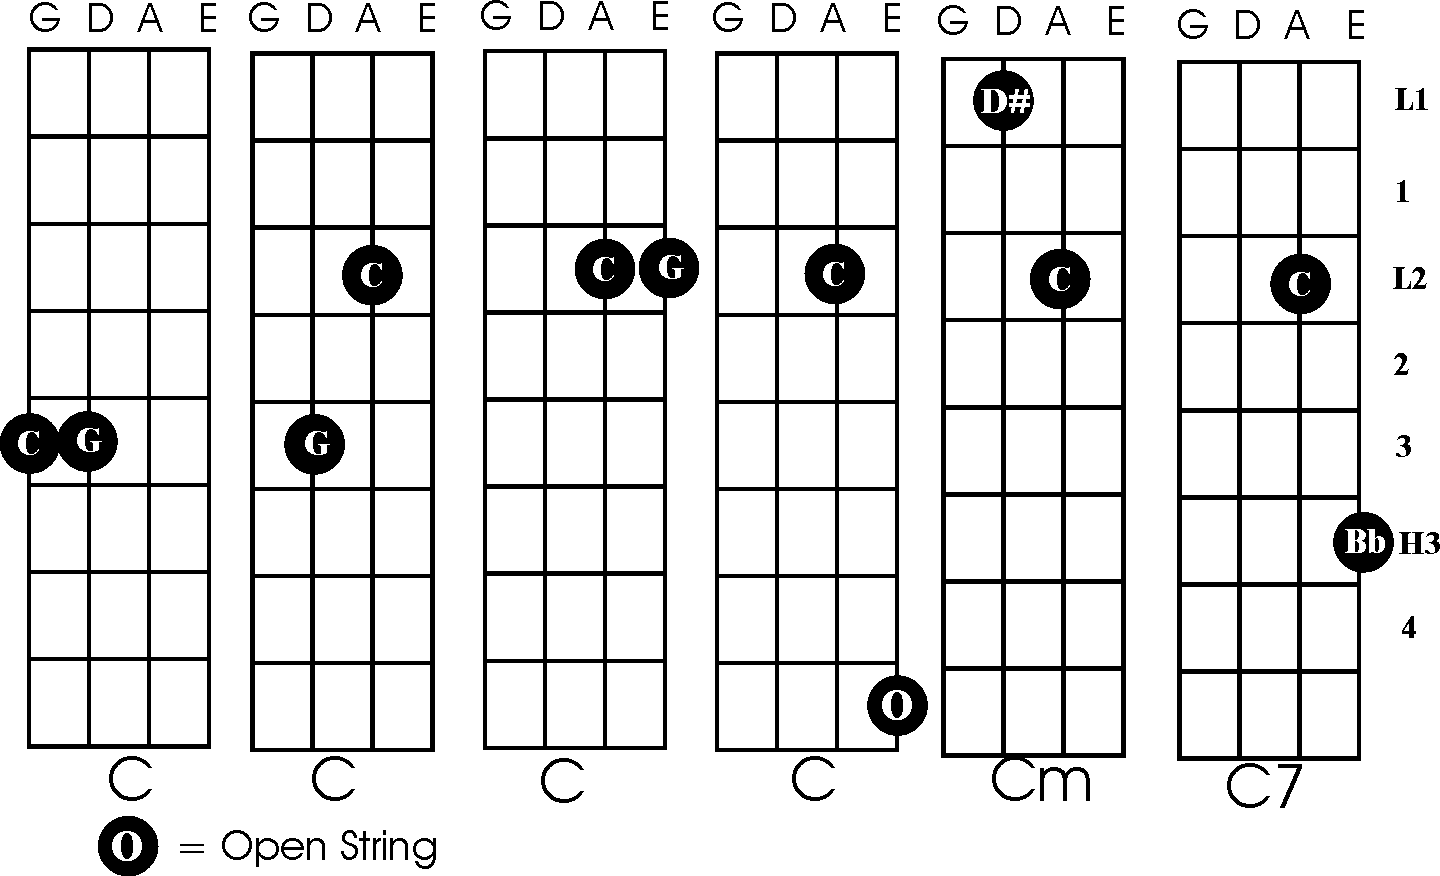 G D A E G D A E G D A E G D A E G D A E G D A E
D# L1
1
C C G C C C L2
2
C G G 3
Bb H3
4
O
C C C C Cm C7
O = Open String